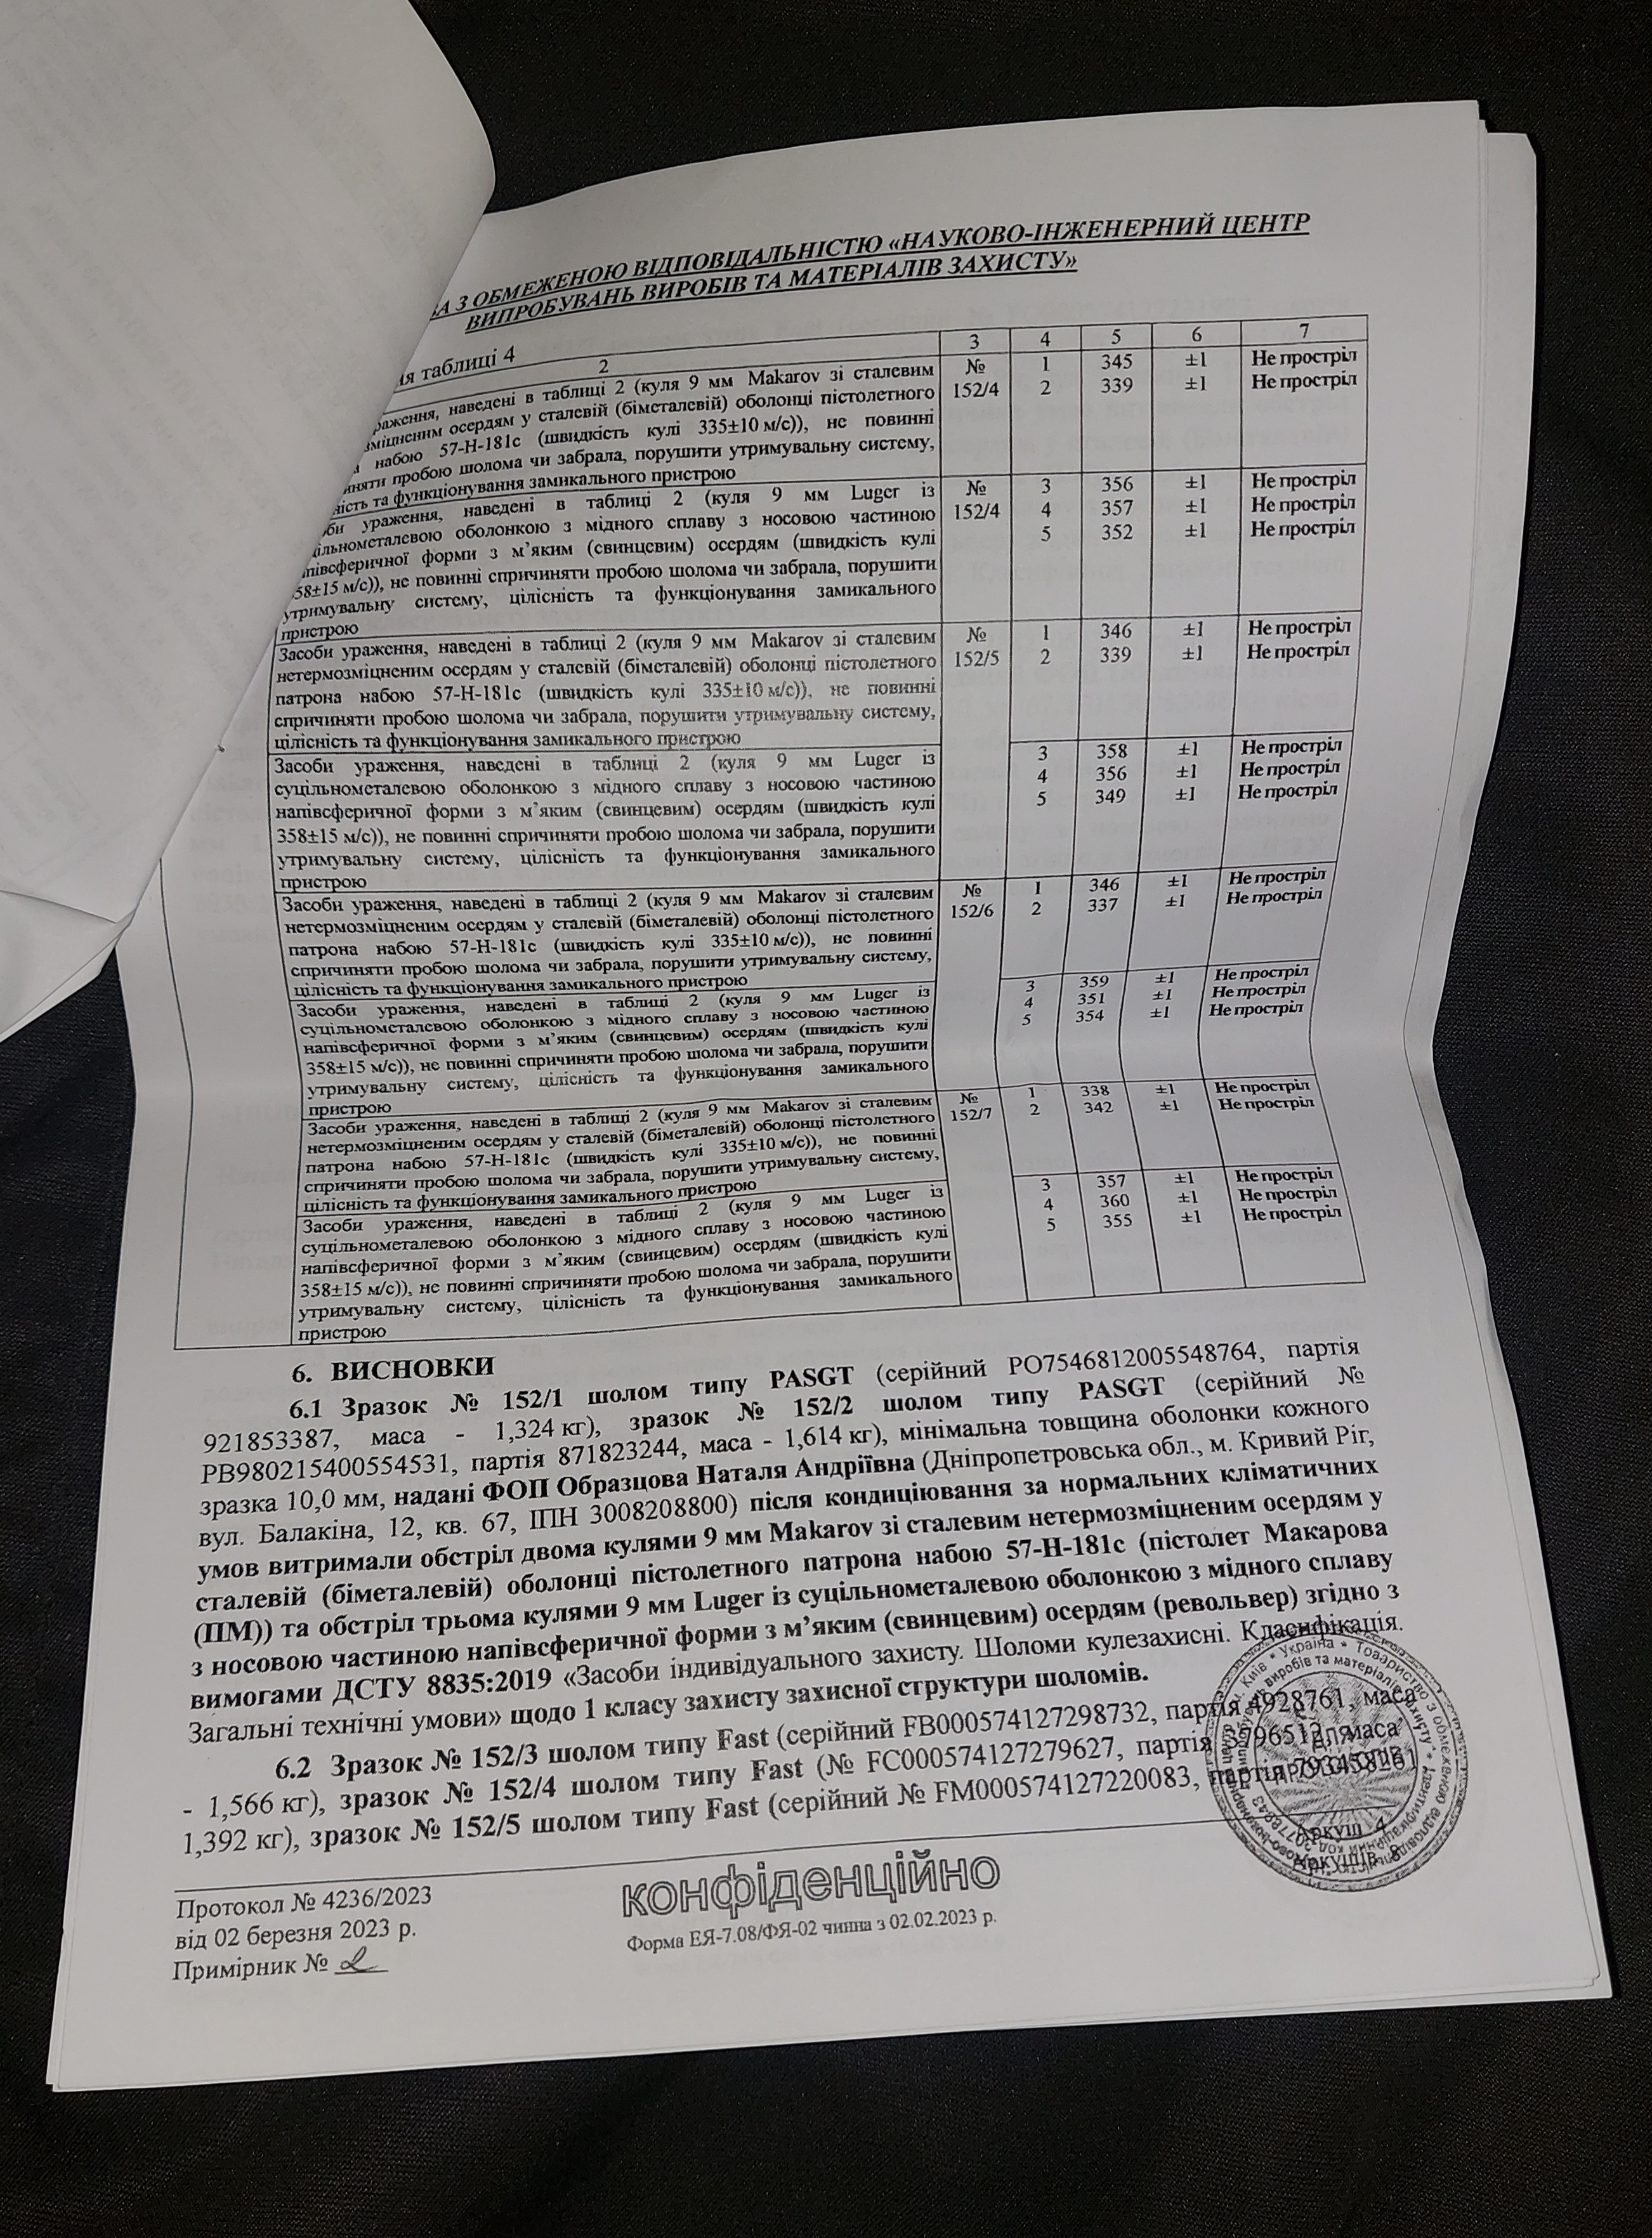 З ОБМЕЖЕНОЮ ВІДПОВІДАЛЬНІСТЮ «НАУКОВО-ІНЖЕНЕРНИЙ ЦЕНТР
ВИПРОБУВАНЬ ВИРОБІВ ТА МАТЕРІАЛІВ ЗАХИСТУ»
таблиці 4
2 3 4 5 6 7
наведені в таблиці 2 (куля 9 мм Makarov зі сталевим
осердям у сталевій (біметалевій) оболонці пістолетного
набою 57-Н-181с (швидкість кулі 335±10 м/с)), не повинні
пробою шолома чи забрала, порушити утримувальну систему,
та функціонування замикального пристрою
№ 152/4
1 345 ±1 Не простріл
2 339 ±1 Не простріл
ураження, наведені в таблиці 2 (куля 9 мм Luger із
оболонкою з мідного сплаву з носовою частиною
форми з м’яким (свинцевим) осердям (швидкість кулі
м/с)), не повинні спричиняти пробою шолома чи забрала, порушити
утримувальну систему, цілісність та функціонування замикального
пристрою
№ 152/4
3 356 ±1 Не простріл
4 357 ±1 Не простріл
5 352 ±1 Не простріл
Засоби ураження, наведені в таблиці 2 (куля 9 мм Makarov зі сталевим
нетермозміцненим осердям у сталевій (біметалевій) оболонці пістолетного
патрона набою 57-Н-181с (швидкість кулі 335±10 м/с)), не повинні
спричиняти пробою шолома чи забрала, порушити утримувальну систему,
цілісність та функціонування замикального пристрою
№ 152/5
1 346 ±1 Не простріл
2 339 ±1 Не простріл
Засоби ураження, наведені в таблиці 2 (куля 9 мм Luger із
суцільнометалевою оболонкою з мідного сплаву з носовою частиною
напівсферичної форми з м’яким (свинцевим) осердям (швидкість кулі
358±15 м/с)), не повинні спричиняти пробою шолома чи забрала, порушити
утримувальну систему, цілісність та функціонування замикального
пристрою
3 358 ±1 Не простріл
4 356 ±1 Не простріл
5 349 ±1 Не простріл
Засоби ураження, наведені в таблиці 2 (куля 9 мм Makarov зі сталевим
нетермозміцненим осердям у сталевій (біметалевій) оболонці пістолетного
патрона набою 57-Н-181с (швидкість кулі 335±10 м/с)), не повинні
спричиняти пробою шолома чи забрала, порушити утримувальну систему,
цілісність та функціонування замикального пристрою
№ 152/6
1 346 ±1 Не простріл
2 337 ±1 Не простріл
Засоби ураження, наведені в таблиці 2 (куля 9 мм Luger із
суцільнометалевою оболонкою з мідного сплаву з носовою частиною
напівсферичної форми з м’яким (свинцевим) осердям (швидкість кулі
358±15 м/с)), не повинні спричиняти пробою шолома чи забрала, порушити
утримувальну систему, цілісність та функціонування замикального
пристрою
3 359 ±1 Не простріл
4 351 ±1 Не простріл
5 354 ±1 Не простріл
Засоби ураження, наведені в таблиці 2 (куля 9 мм Makarov зі сталевим
нетермозміцненим осердям у сталевій (біметалевій) оболонці пістолетного
патрона набою 57-Н-181с (швидкість кулі 335±10 м/с)), не повинні
спричиняти пробою шолома чи забрала, порушити утримувальну систему,
цілісність та функціонування замикального пристрою
№ 152/7
1 338 ±1 Не простріл
2 342 ±1 Не простріл
Засоби ураження, наведені в таблиці 2 (куля 9 мм Luger із
суцільнометалевою оболонкою з мідного сплаву з носовою частиною
напівсферичної форми з м’яким (свинцевим) осердям (швидкість кулі
358±15 м/с)), не повинні спричиняти пробою шолома чи забрала, порушити
утримувальну систему, цілісність та функціонування замикального
пристрою
3 357 ±1 Не простріл
4 360 ±1 Не простріл
5 355 ±1 Не простріл
6. ВИСНОВКИ
6.1 Зразок № 152/1 шолом типу PASGT (серійний РО7546812005548764, партія
921853387, маса - 1,324 кг), зразок № 152/2 шолом типу PASGT (серійний №
РВ980215400554531, партія 871823244, маса - 1,614 кг), мінімальна товщина оболонки кожного
зразка 10,0 мм, надані ФОП Образцова Наталя Андріївна (Дніпропетровська обл., м. Кривий Ріг,
вул. Балакіна, 12, кв. 67, ІПН 3008208800) після кондиціювання за нормальних кліматичних
умов витримали обстріл двома кулями 9 мм Makarov зі сталевим нетермозміцненим осердям у
сталевій (біметалевій) оболонці пістолетного патрона набою 57-Н-181с (пістолет Макарова
(ПМ)) та обстріл трьома кулями 9 мм Luger із суцільнометалевою оболонкою з мідного сплаву
з носовою частиною напівсферичної форми з м’яким (свинцевим) осердям (револьвер) згідно з
вимогами ДСТУ 8835:2019 «Засоби індивідуального захисту. Шоломи кулезахисні. Класифікація.
Загальні технічні умови» щодо 1 класу захисту захисної структури шоломів.
6.2 Зразок № 152/3 шолом типу Fast (серійний FB000574127298732, партія 4928761, маса
- 1,566 кг), зразок № 152/4 шолом типу Fast (№ FC000574127279627, партія маса
1,392 кг), зразок № 152/5 шолом типу Fast (серійний № FM000574127220083, партія
Аркуш 4
Аркушів 8
Протокол № 4236/2023
від 02 березня 2023 р.
Примірник № 2
конфіденційно
Форма ЕЯ-7.08/ФЯ-02 чинна з 02.02.2023 р.